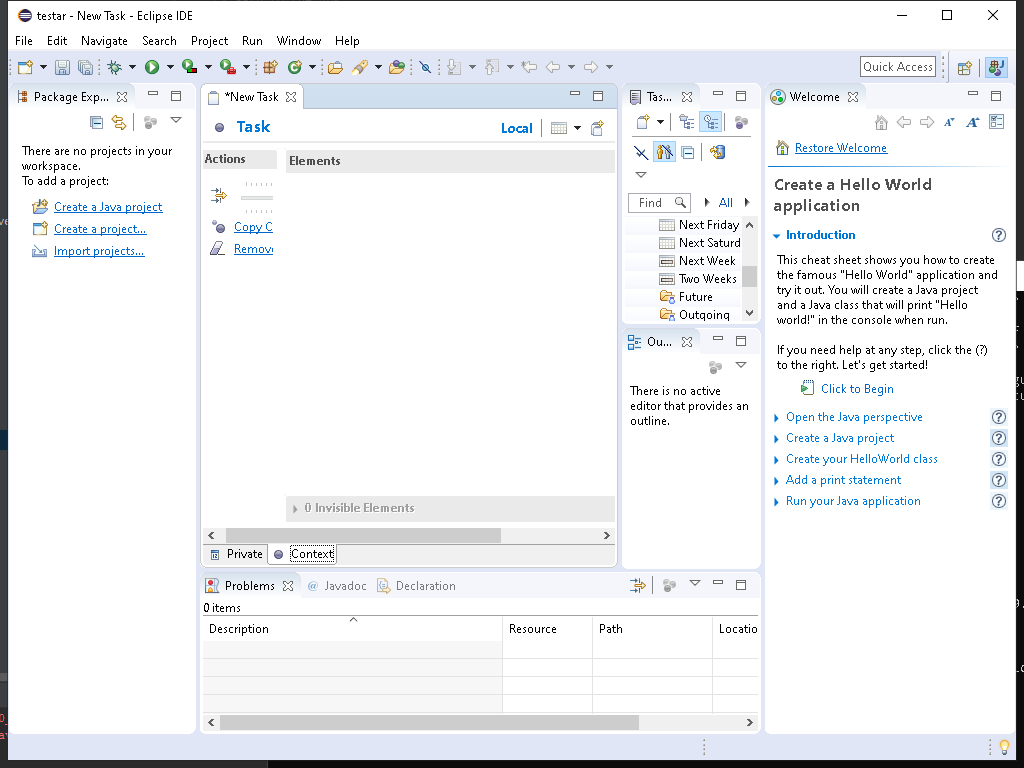 testar - New Task - Eclipse IDE
File Edit Navigate Search Project Run Window Help
Quick Access
Package Exp...
There are no projects in your
workspace.
To add a project:
Create a Java project
Create a project...
Import projects...
*New Task
Task
Local
Actions
Elements
Copy C
Remove
0 Invisible Elements
Private
Context
Tas...
Find
All
Next Friday
Next Saturd
Next Week
Two Weeks
Future
Outgoing
Ou...
There is no active
editor that provides an
outline.
Welcome
Restore Welcome
Create a Hello World
application
Introduction
This cheat sheet shows you how to create
the famous "Hello World" application and
try it out. You will create a Java project
and a Java class that will print "Hello
world!" in the console when run.
If you need help at any step, click the (?)
to the right. Let's get started!
Click to Begin
Open the Java perspective
Create a Java project
Create your HelloWorld class
Add a print statement
Run your Java application
Problems
@ Javadoc
Declaration
0 items
Description
Resource
Path
Locatio